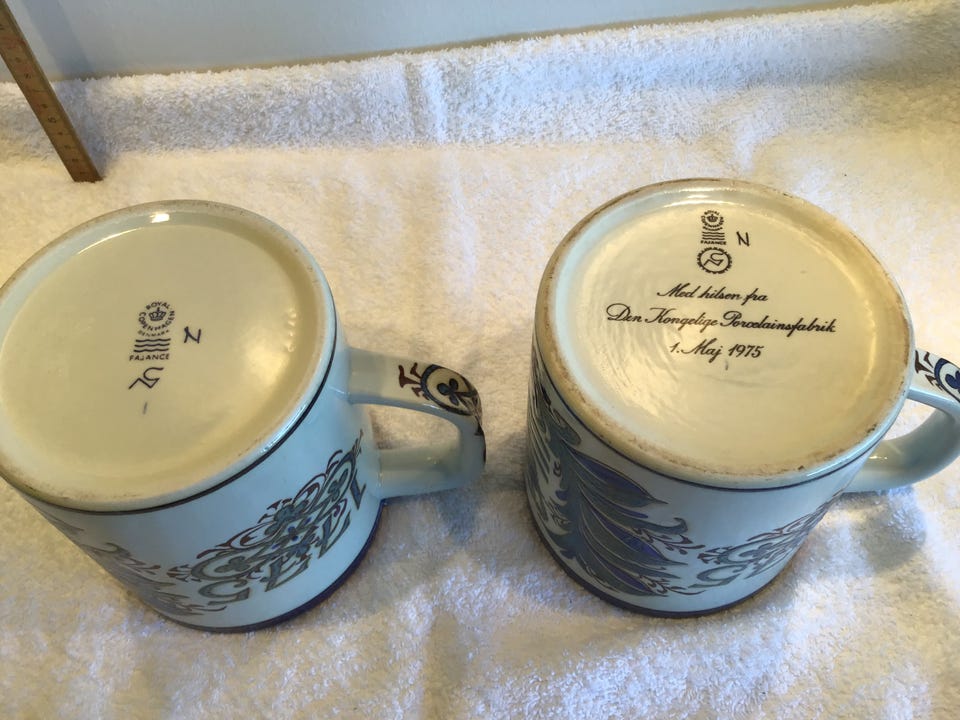 ROYAL
COPENHAGEN
DENMARK
FAJANCE
N
FAJANCE
N
Med hilsen fra
Den Kongelige Porcelainsfabrik
1. Maj 1975